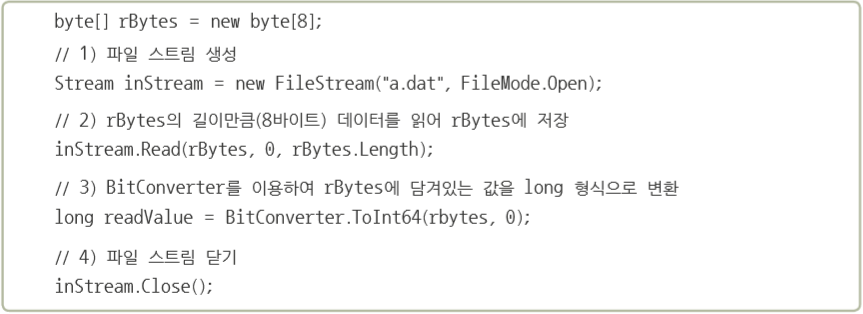 byte[] rBytes = new byte[8];
// 1) 파일 스트림 생성
Stream inStream = new FileStream("a.dat", FileMode.Open);
// 2) rBytes의 길이만큼(8바이트) 데이터를 읽어 rBytes에 저장
inStream.Read(rBytes, 0, rBytes.Length);
// 3) BitConverter를 이용하여 rBytes에 담겨있는 값을 long 형식으로 변환
long readValue = BitConverter.ToInt64(rbytes, 0);
// 4) 파일 스트림 닫기
inStream.Close();